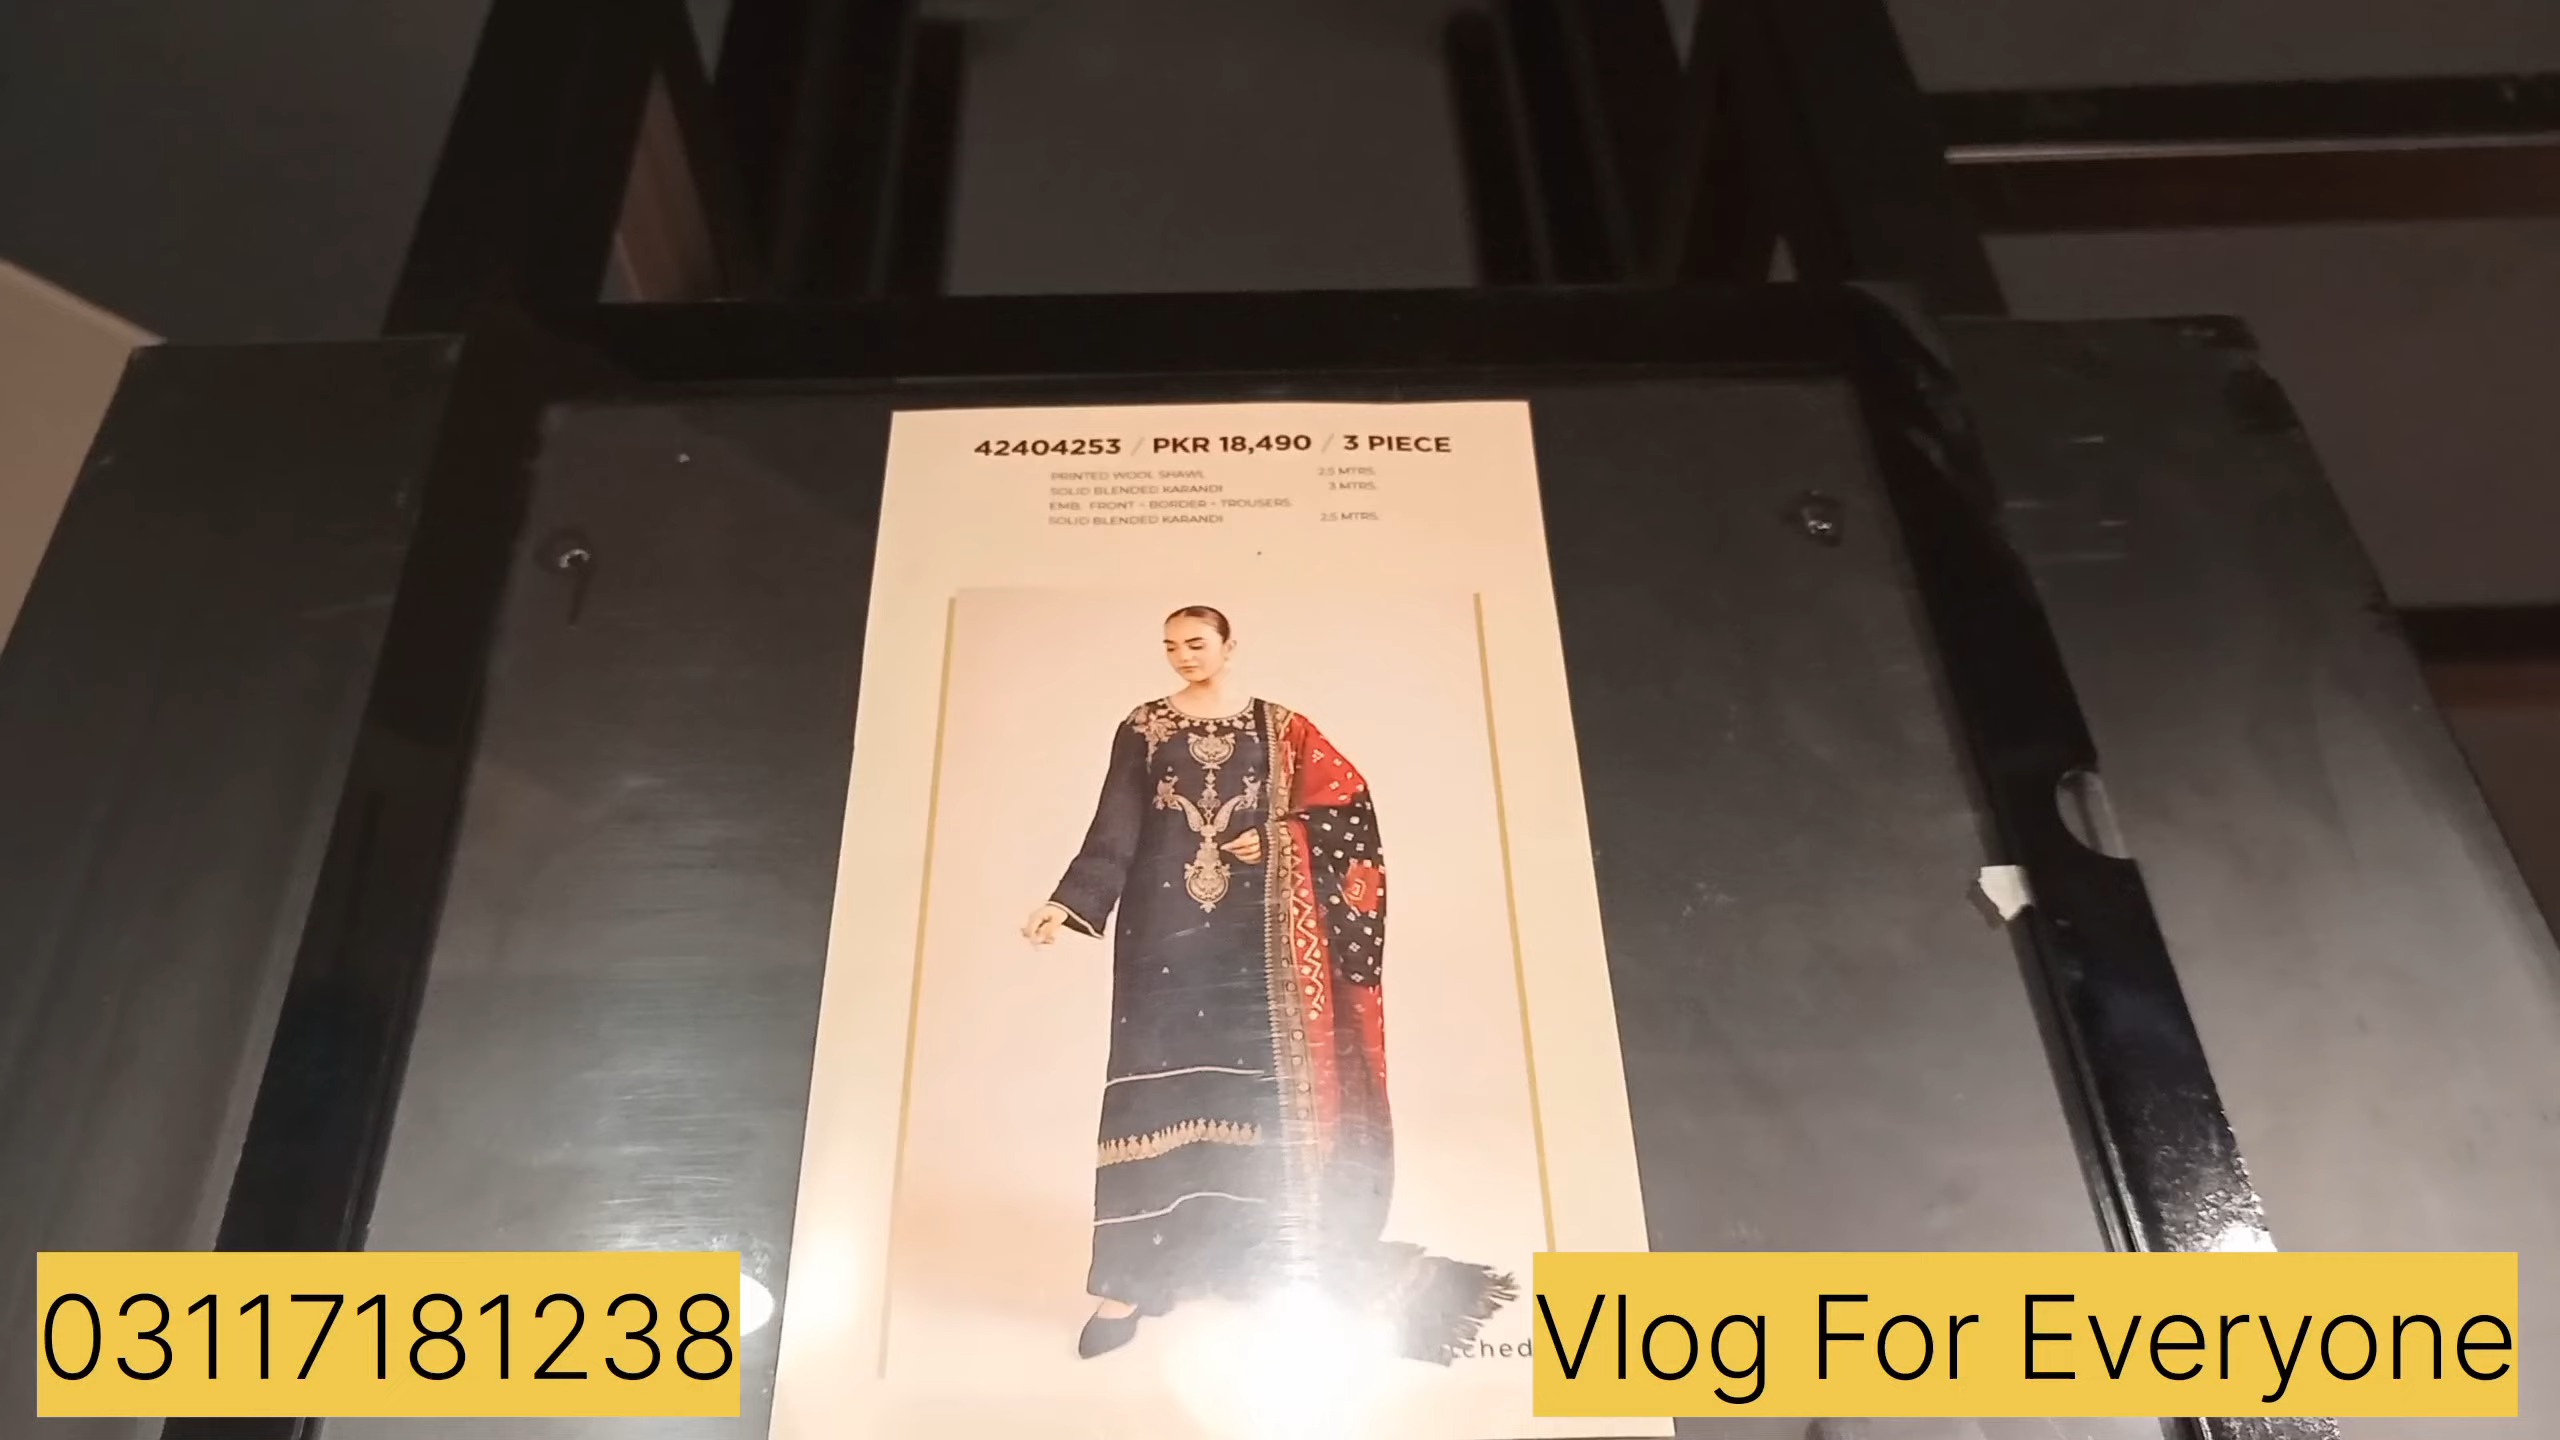 42404253 / PKR 18,490 / 3 PIECE
PRINTED WOOL SHAWL 2.5 MTRS.
SOLID BLENDED KARANDI 3 MTRS.
EMB. FRONT + BORDER + TROUSERS
SOLID BLENDED KARANDI 2.5 MTRS.
03117181238
Vlog For Everyone